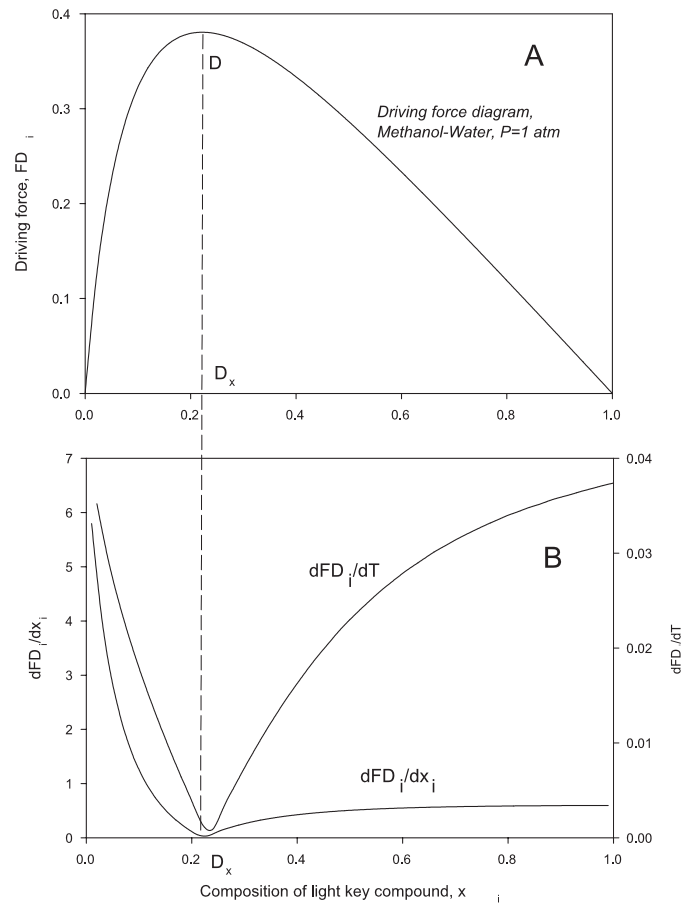 A
D
Driving force diagram,
Methanol-Water, P=1 atm
Driving force, FD i
0.4
0.3
0.2
0.1
0.0
D x
0.0 0.2 0.4 0.6 0.8 1.0
B
dFD i/dT
dFD i/dx i
dFD i/dx i
7
6
5
4
3
2
1
0
0.04
0.03
0.02
0.01
0.00
dFD /dT
0.0 0.2 0.4 0.6 0.8 1.0
D x
Composition of light key compound, x i